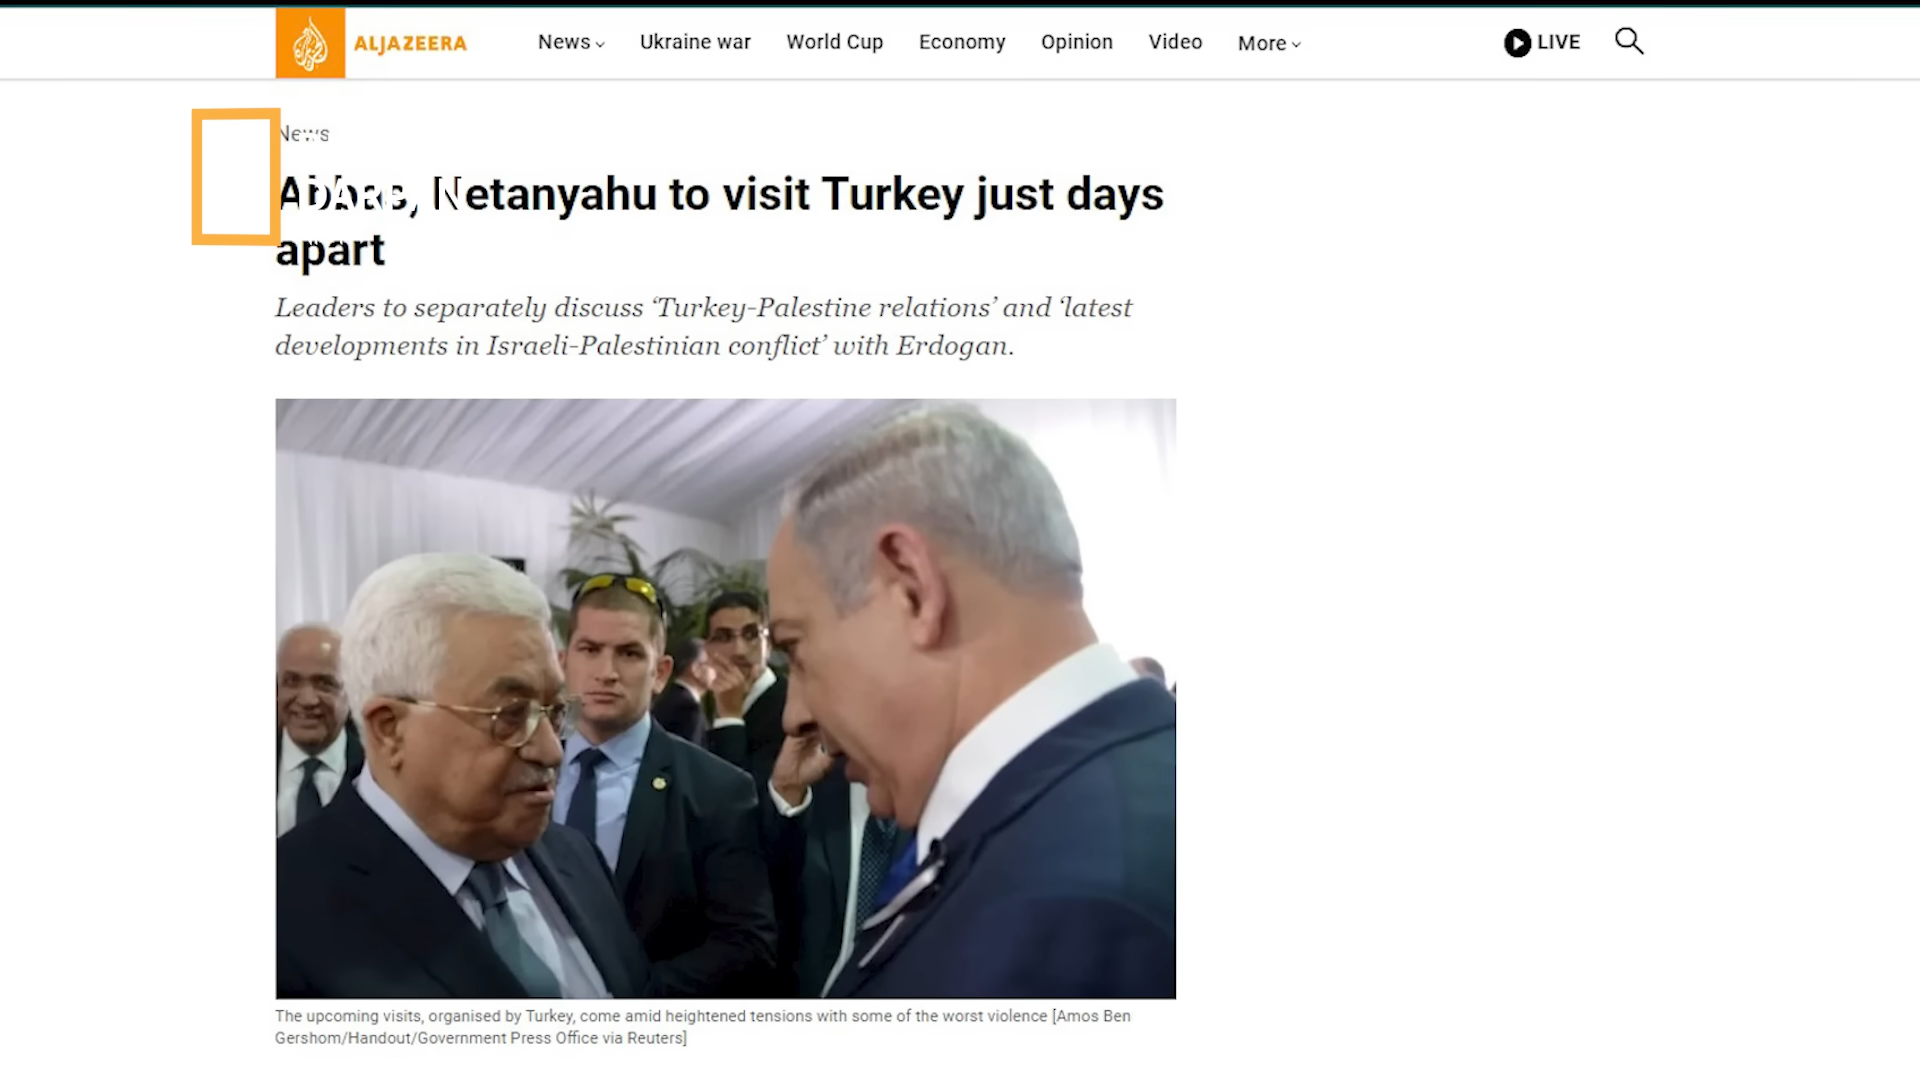 ALJAZEERA
News
Ukraine war
World Cup
Economy
Opinion
Video
More
LIVE
News
Netanyahu to visit Turkey just days
apart
Leaders to separately discuss ‘Turkey-Palestine relations’ and ‘latest
developments in Israeli-Palestinian conflict’ with Erdogan.
The upcoming visits, organised by Turkey, come amid heightened tensions with some of the worst violence [Amos Ben
Gershom/Handout/Government Press Office via Reuters]